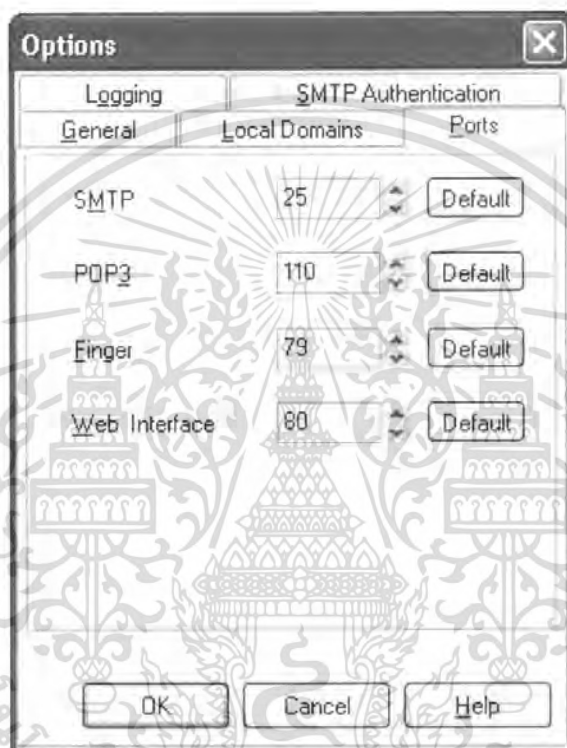 Options
Logging SMTP Authentication
General Local Domains Ports
SMTP 25 Default
POP3 110 Default
Finger 79 Default
Web Interface 80 Default
OK Cancel Help